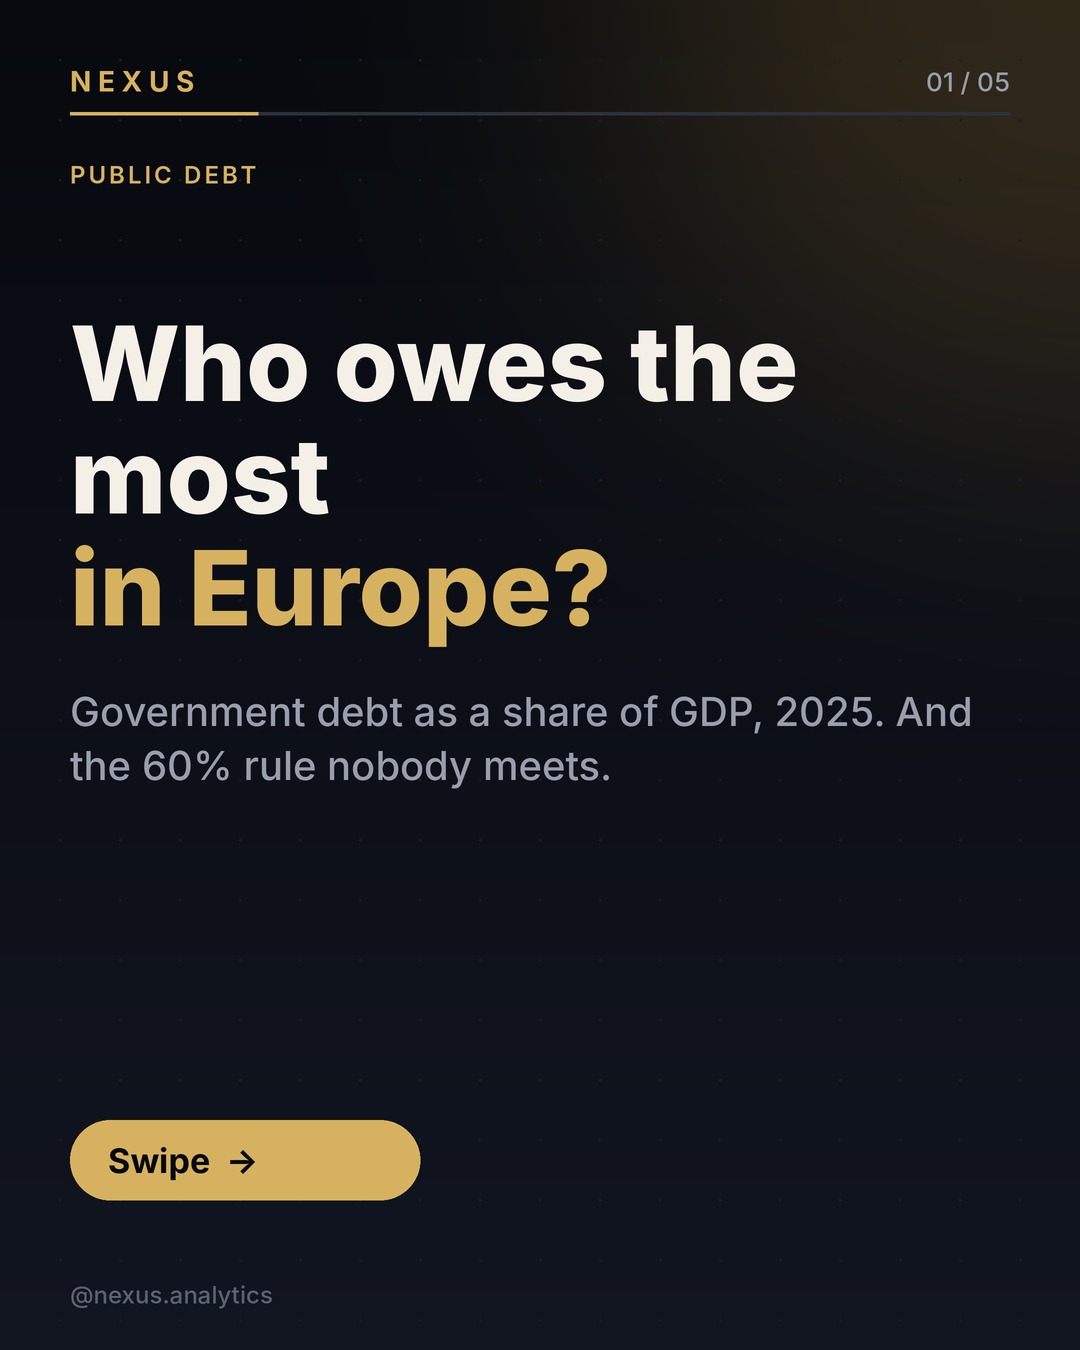 NEXUS
01 / 05
PUBLIC DEBT
Who owes the
most
in Europe?
Government debt as a share of GDP, 2025. And
the 60% rule nobody meets.
Swipe →
@nexus.analytics